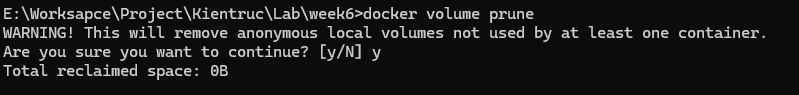 E:\Worksapce\Project\Kientruc\Lab\week6>docker volume prune
WARNING! This will remove anonymous local volumes not used by at least one container.
Are you sure you want to continue? [y/N] y
Total reclaimed space: 0B